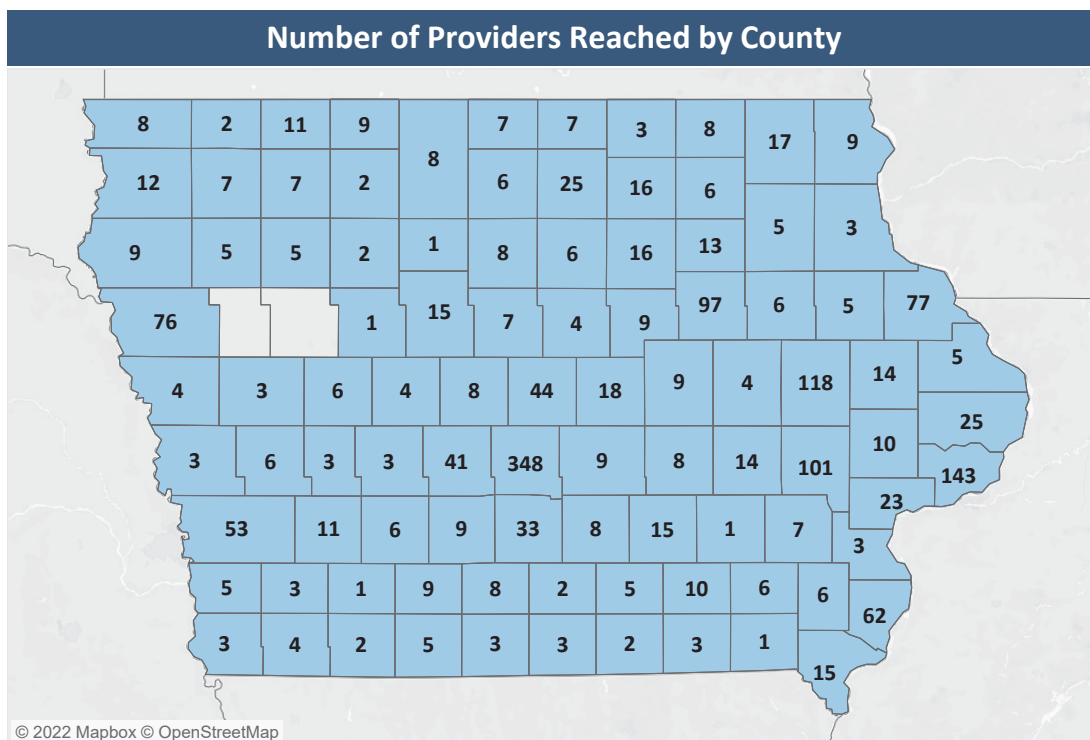 Number of Providers Reached by County
8 2 11 9 7 7 3 8 17 9
8
12 7 7 2 6 25 16 6
9 5 5 2 1 8 6 16 13 5 3
76 1 15 7 4 9 97 6 5 77
4 3 6 4 8 44 18 9 4 118 14 5
25
3 6 3 3 41 348 9 8 14 101 10 143
23
53 11 6 9 33 8 15 1 7 3
5 3 1 9 8 2 5 10 6 6 62
3 4 2 5 3 3 2 3 1 15
© 2022 Mapbox © OpenStreetMap